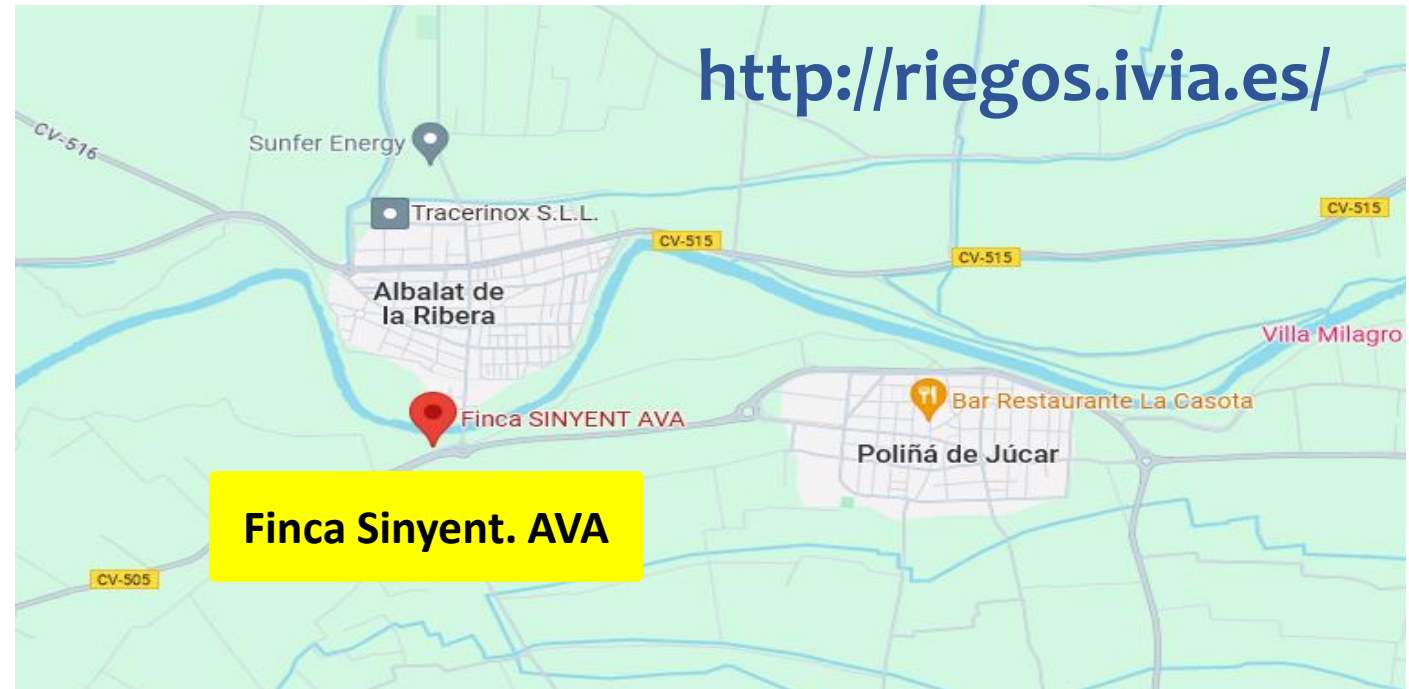 http://riegos.ivia.es/
CV-516
Sunfer Energy
Tracerinox S.L.L.
CV-515
CV-515
CV-515
Albalat de
la Ribera
Villa Milagro
Finca SINYENT AVA
Bar Restaurante La Casota
Poliñá de Júcar
Finca Sinyent. AVA
CV-505